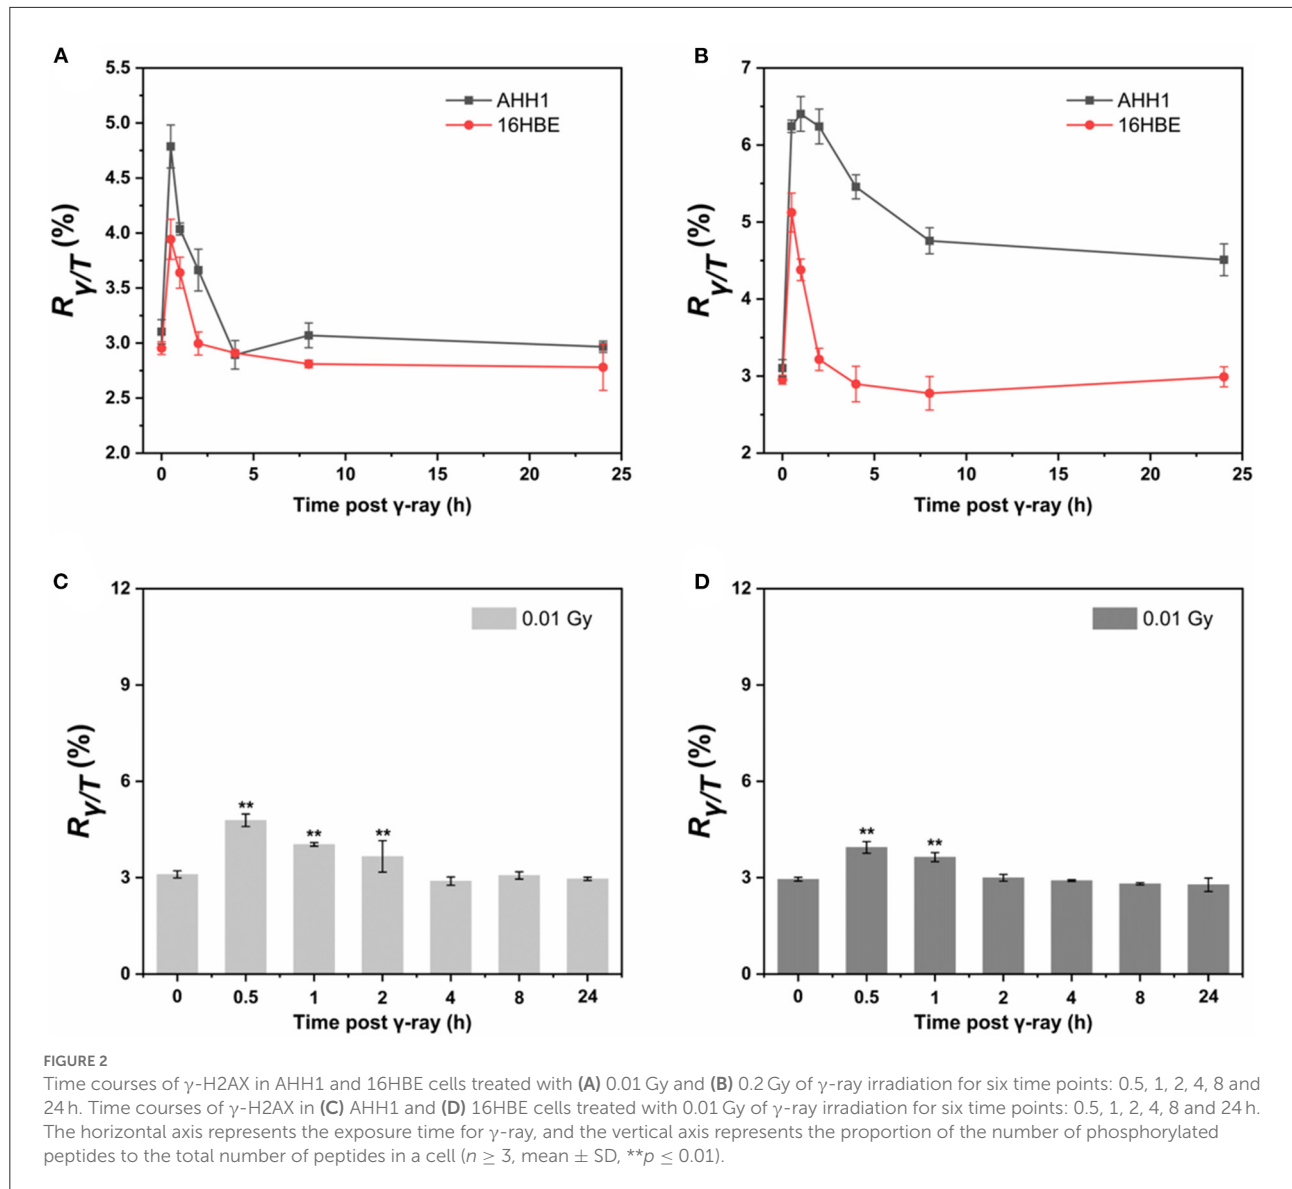 A
5.5
5.0
4.5
4.0
3.5
3.0
2.5
2.0
Rγ/T (%)
AHH1
16HBE
0 5 10 15 20 25
Time post γ-ray (h)
B
7
6
5
4
3
2
Rγ/T (%)
AHH1
16HBE
0 5 10 15 20 25
Time post γ-ray (h)
C
12
9
6
3
0
Rγ/T (%)
0.01 Gy
** ** **
0 0.5 1 2 4 8 24
Time post γ-ray (h)
D
12
9
6
3
0
Rγ/T (%)
0.01 Gy
** **
0 0.5 1 2 4 8 24
Time post γ-ray (h)
FIGURE 2
Time courses of γ-H2AX in AHH1 and 16HBE cells treated with (A) 0.01 Gy and (B) 0.2 Gy of γ-ray irradiation for six time points: 0.5, 1, 2, 4, 8 and
24 h. Time courses of γ-H2AX in (C) AHH1 and (D) 16HBE cells treated with 0.01 Gy of γ-ray irradiation for six time points: 0.5, 1, 2, 4, 8 and 24 h.
The horizontal axis represents the exposure time for γ-ray, and the vertical axis represents the proportion of the number of phosphorylated
peptides to the total number of peptides in a cell (n ≥ 3, mean ± SD, **p ≤ 0.01).